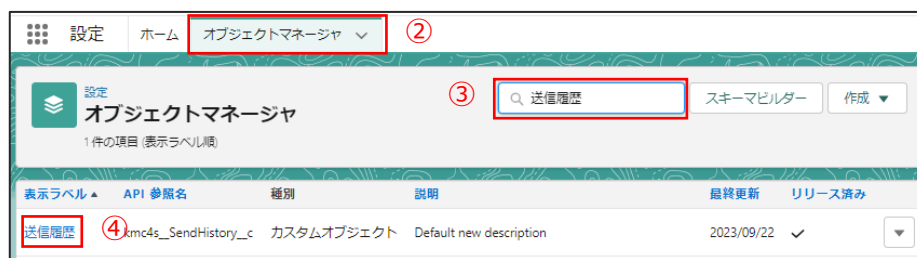 設定 ホーム オブジェクトマネージャ ②
設定
オブジェクトマネージャ
1 件の項目 (表示ラベル順)
③ 送信履歴 スキーマビルダー 作成
表示ラベル API 参照名 種別 説明 最終更新 リリース済み
送信履歴 ④ kmc4s__SendHistory__c カスタムオブジェクト Default new description 2023/09/22